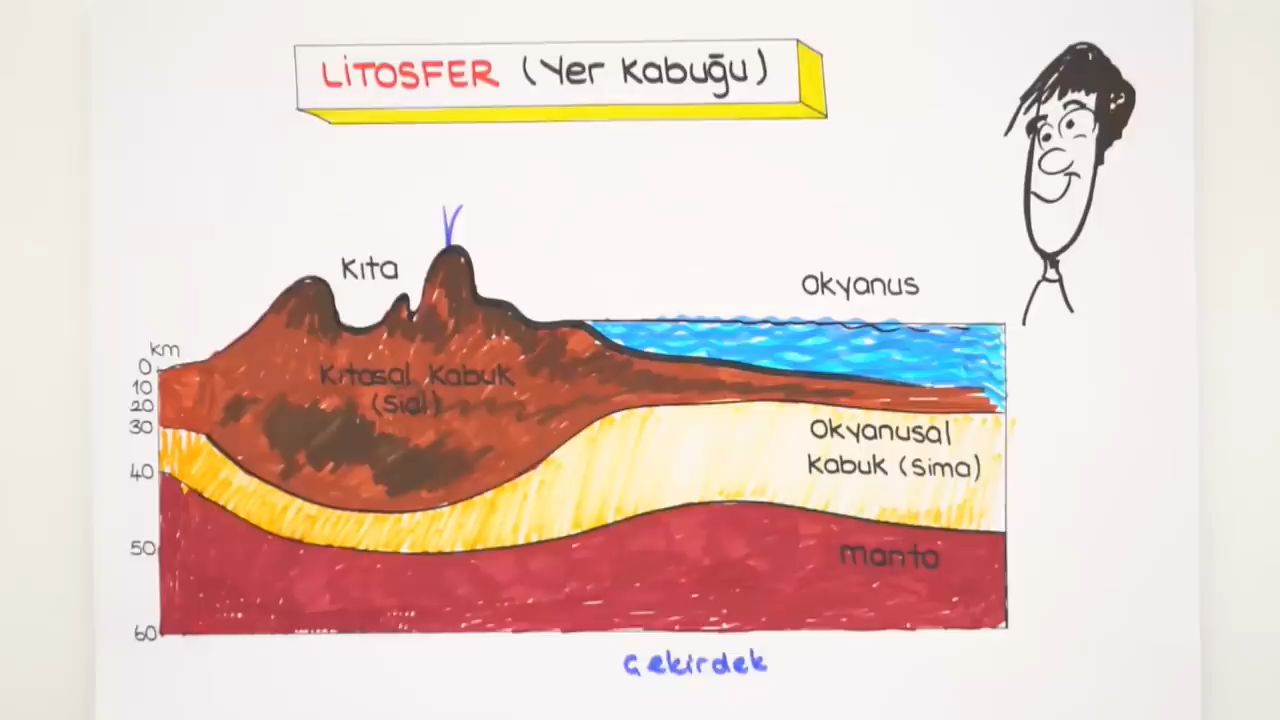 LİTOSFER (Yer Kabuğu)
Kıta
Okyanus
km
0
10
20
30
40
50
60
Kıtasal Kabuk
(Sial)
Okyanusal
Kabuk (Sima)
manto
Çekirdek